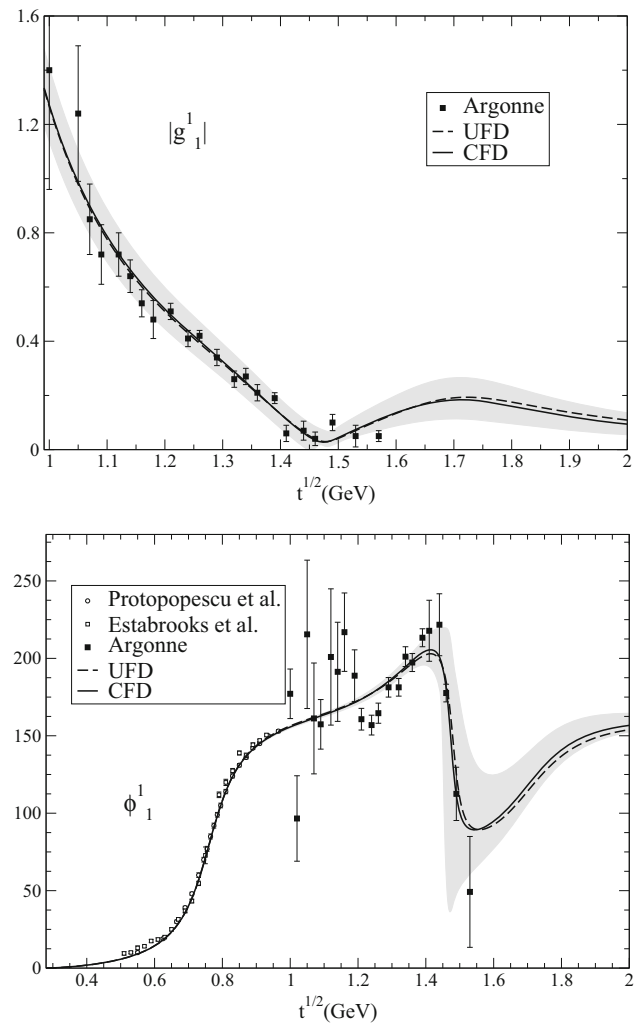 1.6
1.2
0.8
0.4
0
|g¹₁|
Argonne
UFD
CFD
1 1.1 1.2 1.3 1.4 1.5 1.6 1.7 1.8 1.9 2
t^1/2(GeV)
250
200
150
100
50
0
Protopopescu et al.
Estabrooks et al.
Argonne
UFD
CFD
ϕ¹₁
0.4 0.6 0.8 1 1.2 1.4 1.6 1.8 2
t^1/2(GeV)